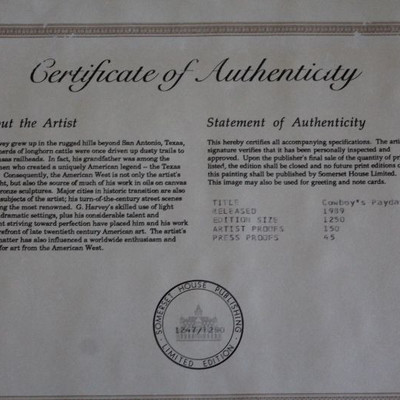 Certificate of Authenticity
out the Artist
vey grew up in the rugged hills beyond San Antonio, Texas,
herds of longhorn cattle were once driven up dusty trails to
sas railheads. In fact, his grandfather was among the
men who created a uniquely American legend -- the Texas
Consequently, the American West is not only the artist's
ht, but also the source of much of his work in oils on canvas
ronze sculptures. Major cities in historic transition are also
subjects of the artist; his turn-of-the-century street scenes
ng the most renowned. G. Harvey's skilled use of light
dramatic settings, plus his considerable talent and
nt striving toward perfection have placed him and his work
refront of late twentieth century American art. The artist's
matter has also influenced a worldwide enthusiasm and
for art from the American West.
Statement of Authenticity
This hereby certifies all accompanying specifications. The arti
signature verifies that it has been personally inspected and
approved. Upon the publisher's final sale of the quantity of pr
listed, the edition shall be closed and no future print editions o
this painting shall be published by Somerset House Limited.
This image may also be used for greeting and note cards.
TITLE Cowboy's Payda
RELEASED 1989
EDITION SIZE 1250
ARTIST PROOFS 150
PRESS PROOFS 45
SOMERSET HOUSE PUBLISHING
1247/1290
LIMITED EDITION